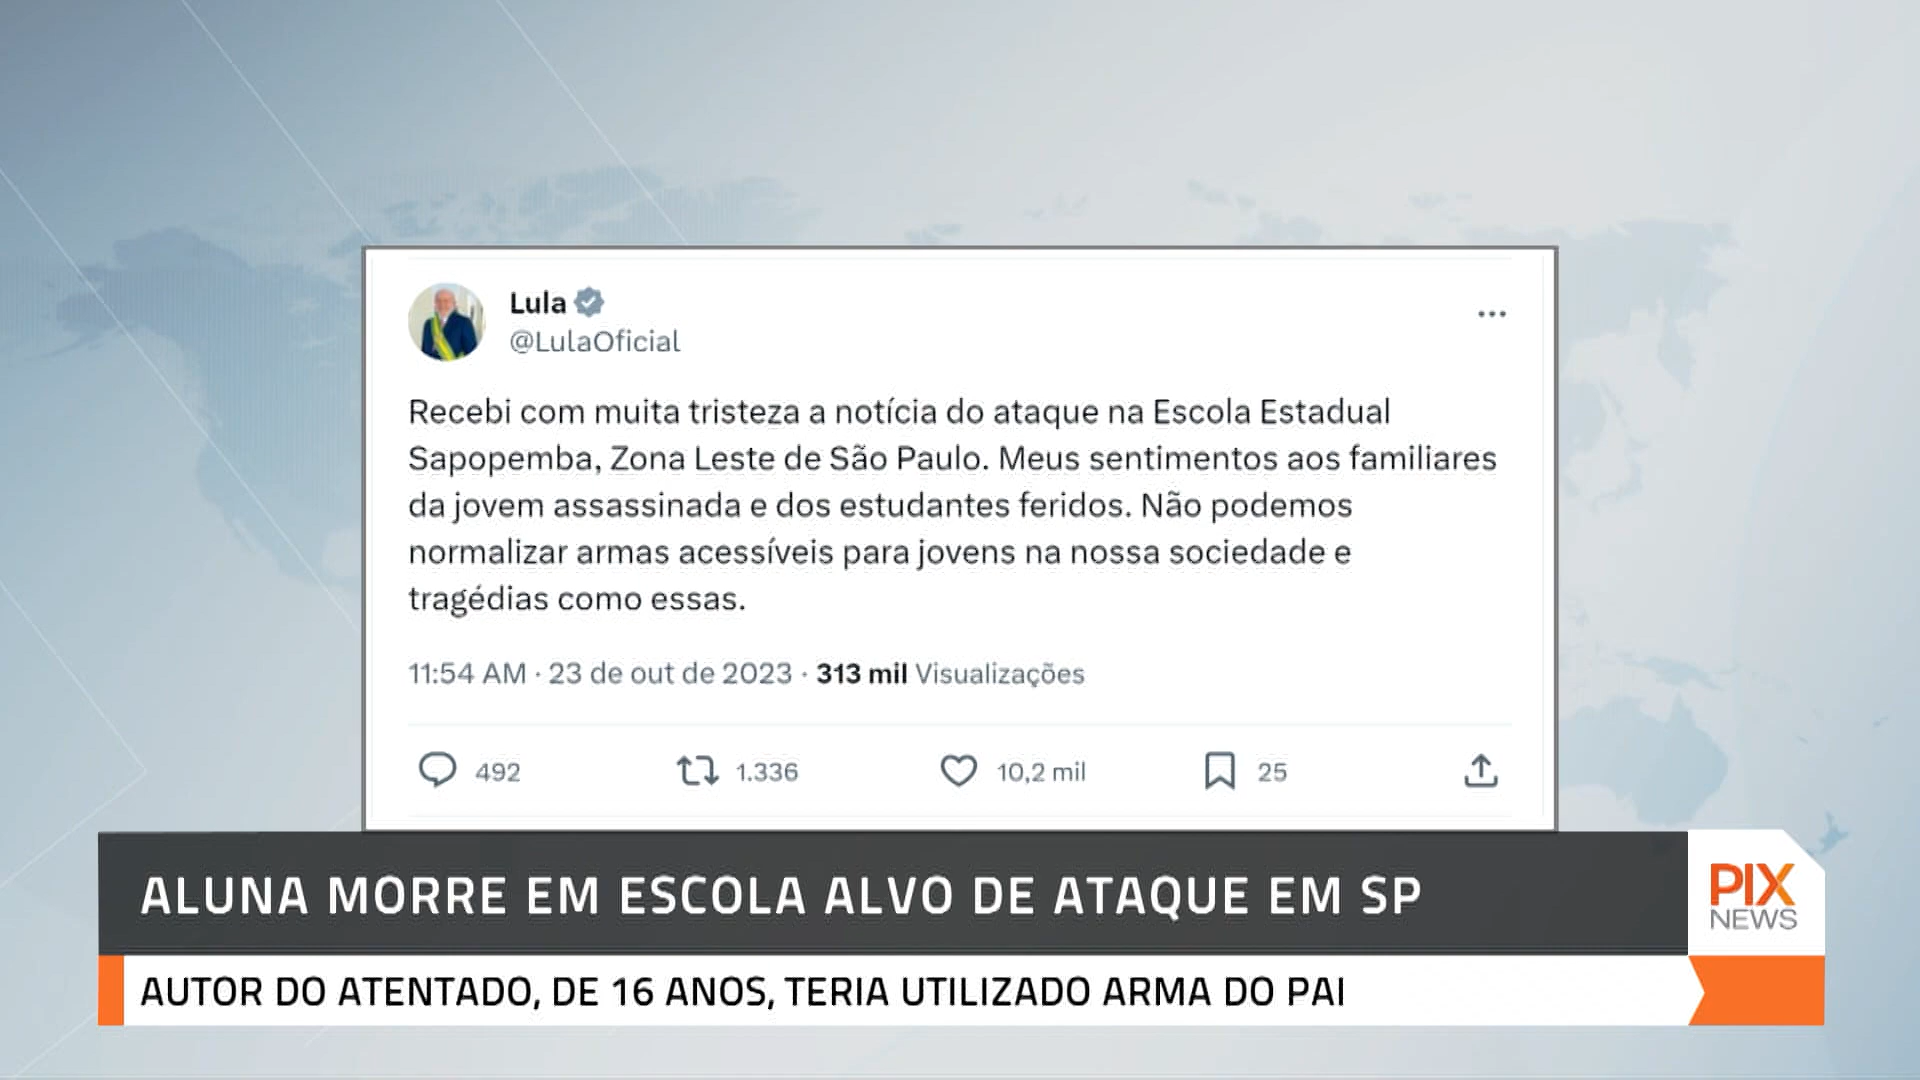 Lula
@LulaOficial
Recebi com muita tristeza a notícia do ataque na Escola Estadual
Sapopemba, Zona Leste de São Paulo. Meus sentimentos aos familiares
da jovem assassinada e dos estudantes feridos. Não podemos
normalizar armas acessíveis para jovens na nossa sociedade e
tragédias como essas.
11:54 AM · 23 de out de 2023 · 313 mil Visualizações
492 1.336 10,2 mil 25
ALUNA MORRE EM ESCOLA ALVO DE ATAQUE EM SP
PIX
NEWS
AUTOR DO ATENTADO, DE 16 ANOS, TERIA UTILIZADO ARMA DO PAI